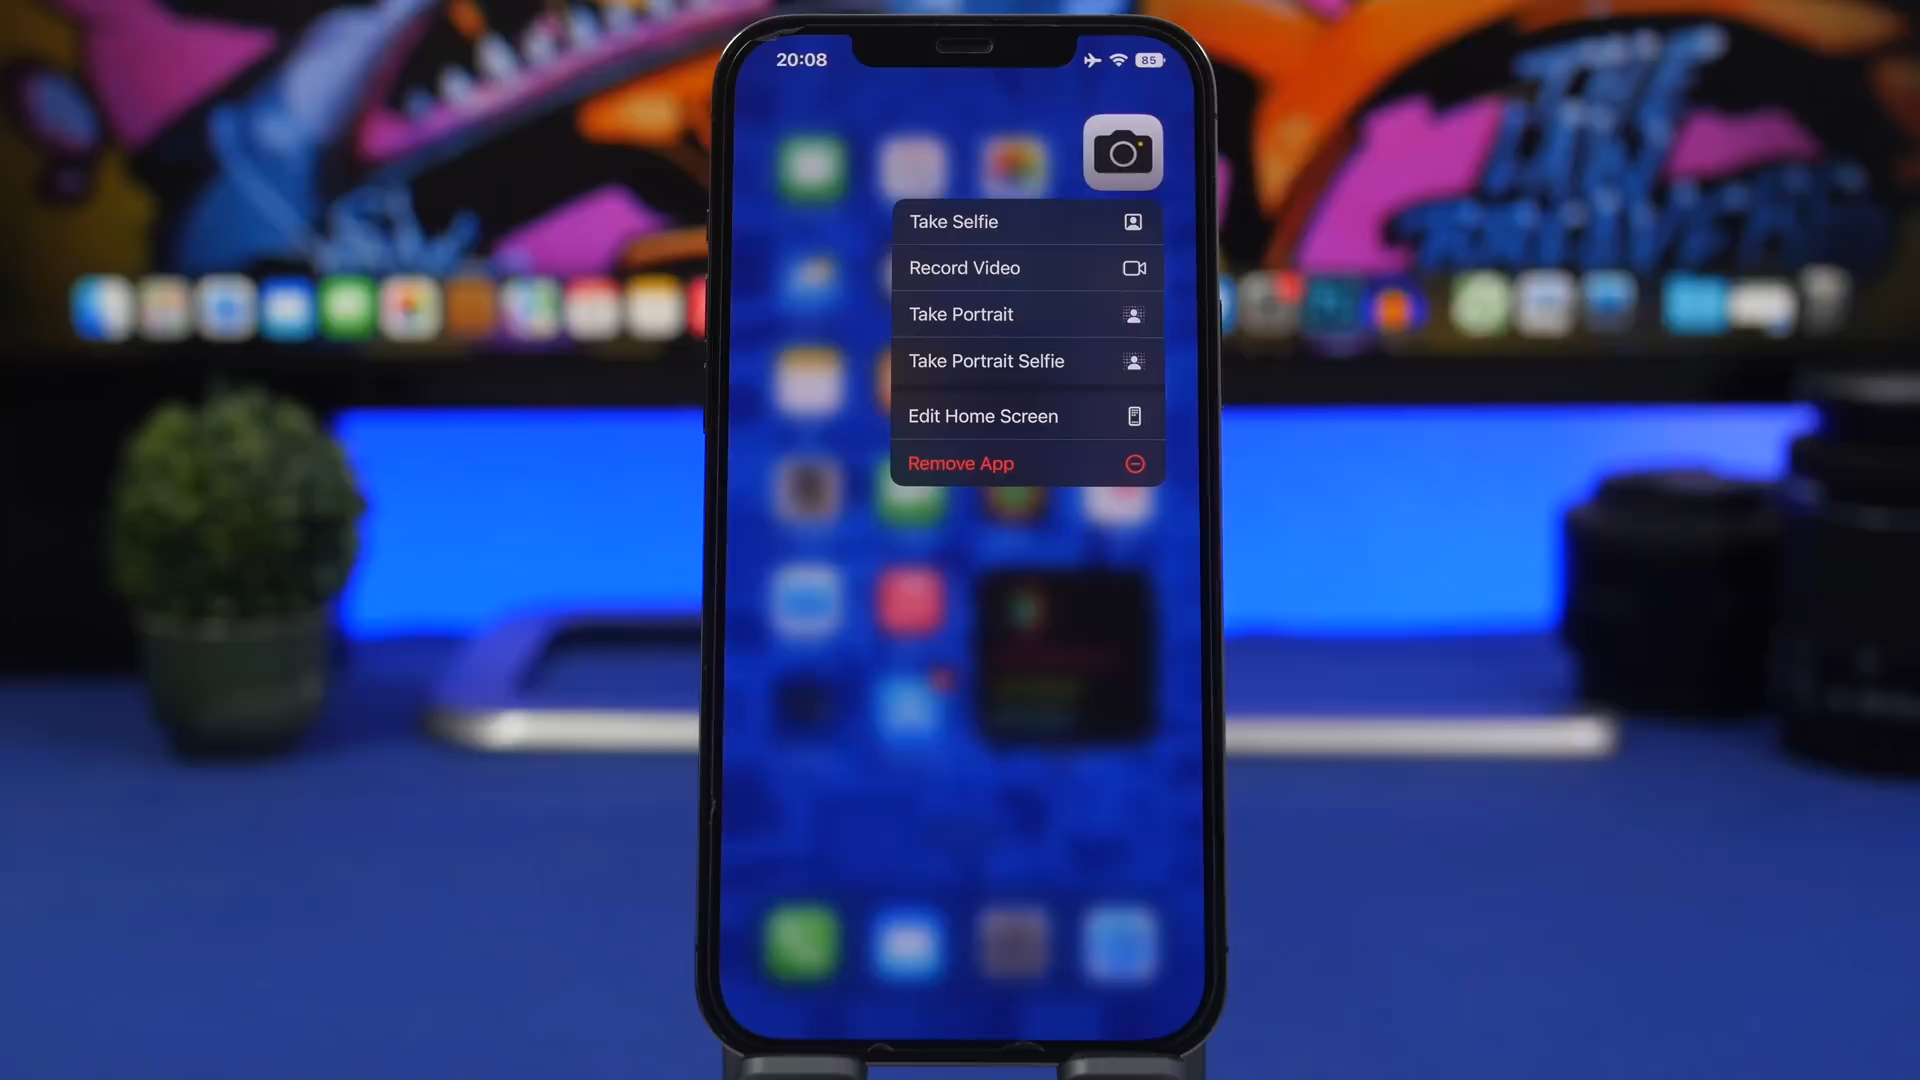 20:08
85
Take Selfie
Record Video
Take Portrait
Take Portrait Selfie
Edit Home Screen
Remove App